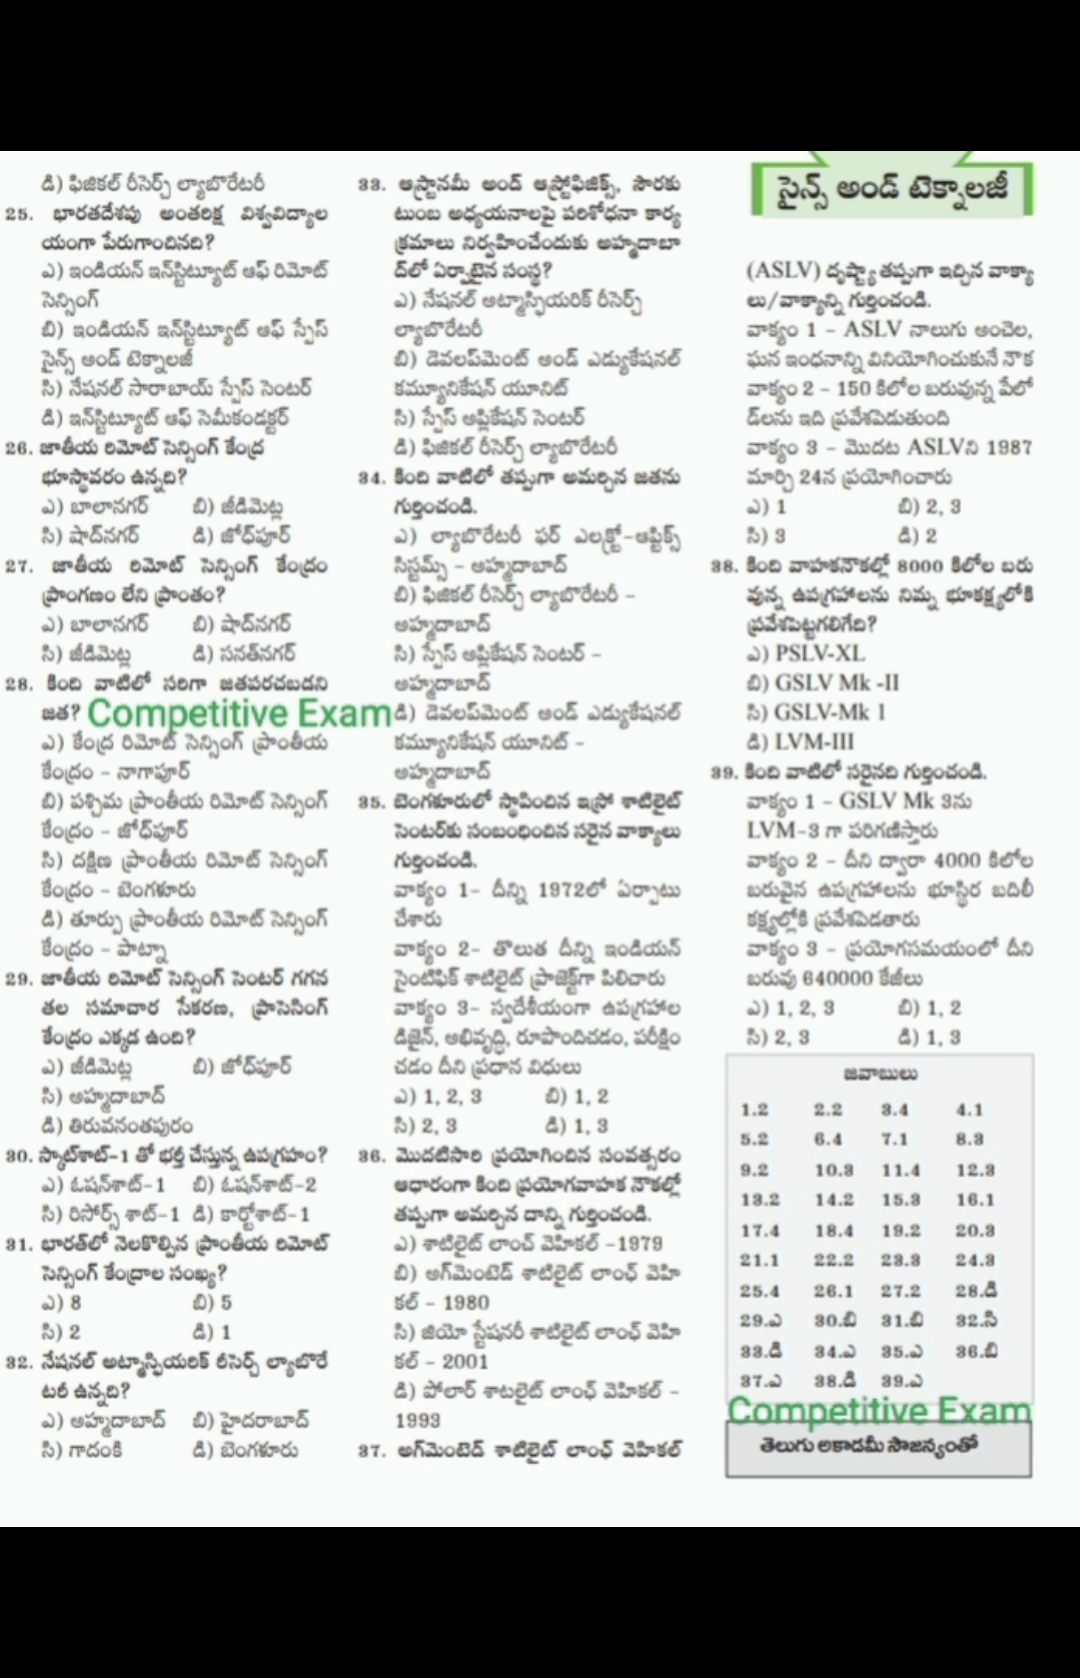 డి) ఫిజికల్ రీసెర్చ్ ల్యాబొరేటరీ
25. భారతదేశపు అంతరిక్ష విశ్వవిద్యాల
యంగా పేరుగాంచినది?
ఎ) ఇండియన్ ఇన్‌స్టిట్యూట్ ఆఫ్ రిమోట్
సెన్సింగ్
బి) ఇండియన్ ఇన్‌స్టిట్యూట్ ఆఫ్ స్పేస్
సైన్స్ అండ్ టెక్నాలజీ
సి) నేషనల్ సారాబాయ్ స్పేస్ సెంటర్
డి) ఇన్‌స్టిట్యూట్ ఆఫ్ సెమీకండక్టర్
26. జాతీయ రిమోట్ సెన్సింగ్ కేంద్ర
భూస్థావరం ఉన్నది?
ఎ) బాలానగర్ బి) జీడిమెట్ల
సి) షాద్‌నగర్ డి) జోధ్‌పూర్
27. జాతీయ రిమోట్ సెన్సింగ్ కేంద్రం
ప్రాంగణం లేని ప్రాంతం?
ఎ) బాలానగర్ బి) షాద్‌నగర్
సి) జీడిమెట్ల డి) సనత్‌నగర్
28. కింది వాటిలో సరిగా జతపరచబడని
జత? Competitive Exam
ఎ) కేంద్ర రిమోట్ సెన్సింగ్ ప్రాంతీయ
కేంద్రం - నాగాపూర్
బి) పశ్చిమ ప్రాంతీయ రిమోట్ సెన్సింగ్
కేంద్రం - జోధ్‌పూర్
సి) దక్షిణ ప్రాంతీయ రిమోట్ సెన్సింగ్
కేంద్రం - బెంగళూరు
డి) తూర్పు ప్రాంతీయ రిమోట్ సెన్సింగ్
కేంద్రం - పాట్నా
29. జాతీయ రిమోట్ సెన్సింగ్ సెంటర్ గగన
తల సమాచార సేకరణ, ప్రాసెసింగ్
కేంద్రం ఎక్కడ ఉంది?
ఎ) జీడిమెట్ల బి) జోధ్‌పూర్
సి) అహ్మదాబాద్
డి) తిరువనంతపురం
30. స్కాట్‌శాట్-1 తో భర్తీ చేస్తున్న ఉపగ్రహం?
ఎ) ఓషన్‌శాట్-1 బి) ఓషన్‌శాట్-2
సి) రిసోర్స్ శాట్-1 డి) కార్టోశాట్-1
31. భారత్‌లో నెలకొల్పిన ప్రాంతీయ రిమోట్
సెన్సింగ్ కేంద్రాల సంఖ్య?
ఎ) 8 బి) 5
సి) 2 డి) 1
32. నేషనల్ అట్మాస్ఫియరిక్ రీసెర్చ్ ల్యాబొరే
టరీ ఉన్నది?
ఎ) అహ్మదాబాద్ బి) హైదరాబాద్
సి) గాదంకి డి) బెంగళూరు
33. ఆస్ట్రానమీ అండ్ ఆస్ట్రోఫిజిక్స్, సౌరకు
టుంబ అధ్యయనాలపై పరిశోధనా కార్య
క్రమాలు నిర్వహించేందుకు అహ్మదాబా
ద్‌లో ఏర్పాటైన సంస్థ?
ఎ) నేషనల్ అట్మాస్ఫియరిక్ రీసెర్చ్
ల్యాబొరేటరీ
బి) డెవలప్‌మెంట్ అండ్ ఎడ్యుకేషనల్
కమ్యూనికేషన్ యూనిట్
సి) స్పేస్ అప్లికేషన్ సెంటర్
డి) ఫిజికల్ రీసెర్చ్ ల్యాబొరేటరీ
34. కింది వాటిలో తప్పుగా అమర్చిన జతను
గుర్తించండి.
ఎ) ల్యాబొరేటరీ ఫర్ ఎలక్ట్రో-ఆప్టిక్స్
సిస్టమ్స్ - అహ్మదాబాద్
బి) ఫిజికల్ రీసెర్చ్ ల్యాబొరేటరీ -
అహ్మదాబాద్
సి) స్పేస్ అప్లికేషన్ సెంటర్ -
అహ్మదాబాద్
డి) డెవలప్‌మెంట్ అండ్ ఎడ్యుకేషనల్
కమ్యూనికేషన్ యూనిట్ -
అహ్మదాబాద్
35. బెంగళూరులో స్థాపించిన ఇస్రో శాటిలైట్
సెంటర్‌కు సంబంధించిన సరైన వాక్యాలు
గుర్తించండి.
వాక్యం 1- దీన్ని 1972లో ఏర్పాటు
చేశారు
వాక్యం 2- తొలుత దీన్ని ఇండియన్
సైంటిఫిక్ శాటిలైట్ ప్రాజెక్ట్‌గా పిలిచారు
వాక్యం 3- స్వదేశీయంగా ఉపగ్రహాల
డిజైన్, అభివృద్ధి, రూపొందిచడం, పరీక్షిం
చడం దీని ప్రధాన విధులు
ఎ) 1, 2, 3 బి) 1, 2
సి) 2, 3 డి) 1, 3
36. మొదటిసారి ప్రయోగించిన సంవత్సరం
ఆధారంగా కింది ప్రయోగవాహక నౌకల్లో
తప్పుగా అమర్చిన దాన్ని గుర్తించండి.
ఎ) శాటిలైట్ లాంచ్ వెహికల్ -1979
బి) అగ్‌మెంటెడ్ శాటిలైట్ లాంఛ్ వెహి
కల్ - 1980
సి) జియో స్టేషనరీ శాటిలైట్ లాంఛ్ వెహి
కల్ - 2001
డి) పోలార్ శాటలైట్ లాంఛ్ వెహికల్ -
1993
37. అగ్‌మెంటెడ్ శాటిలైట్ లాంఛ్ వెహికల్
సైన్స్ అండ్ టెక్నాలజీ
(ASLV) దృష్ట్యా తప్పుగా ఇచ్చిన వాక్యా
లు/వాక్యాన్ని గుర్తించండి.
వాక్యం 1 - ASLV నాలుగు అంచెల,
ఘన ఇంధనాన్ని వినియోగించుకునే నౌక
వాక్యం 2 - 150 కిలోల బరువున్న పేలో
డ్‌లను ఇది ప్రవేశపెడుతుంది
వాక్యం 3 - మొదట ASLVని 1987
మార్చి 24న ప్రయోగించారు
ఎ) 1 బి) 2, 3
సి) 3 డి) 2
38. కింది వాహకనౌకల్లో 8000 కిలోల బరు
వున్న ఉపగ్రహాలను నిమ్న భూకక్ష్యలోకి
ప్రవేశపెట్టగలిగేది?
ఎ) PSLV-XL
బి) GSLV Mk -II
సి) GSLV-Mk 1
డి) LVM-III
39. కింది వాటిలో సరైనది గుర్తించండి.
వాక్యం 1 - GSLV Mk 3ను
LVM-3 గా పరిగణిస్తారు
వాక్యం 2 - దీని ద్వారా 4000 కిలోల
బరువైన ఉపగ్రహాలను భూస్థిర బదిలీ
కక్ష్యల్లోకి ప్రవేశపెడతారు
వాక్యం 3 - ప్రయోగసమయంలో దీని
బరువు 640000 కేజీలు
ఎ) 1, 2, 3 బి) 1, 2
సి) 2, 3 డి) 1, 3
జవాబులు
1.2 2.2 3.4 4.1
5.2 6.4 7.1 8.3
9.2 10.3 11.4 12.3
13.2 14.2 15.3 16.1
17.4 18.4 19.2 20.3
21.1 22.2 23.3 24.3
25.4 26.1 27.2 28.డి
29.ఎ 30.బి 31.బి 32.సి
33.డి 34.ఎ 35.ఎ 36.బి
37.ఎ 38.డి 39.ఎ
Competitive Exam
తెలుగు అకాడమీ సౌజన్యంతో